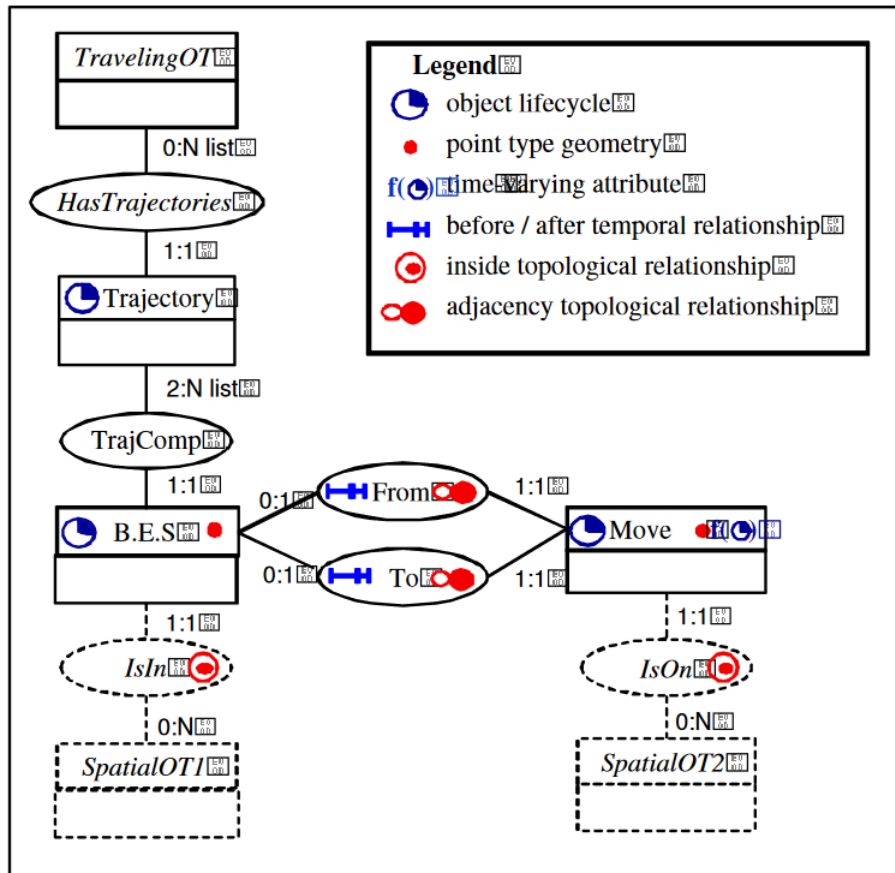 TravelingOT
Legend
object lifecycle
point type geometry
f( ) time-Varying attribute
before / after temporal relationship
inside topological relationship
adjacency topological relationship
0:N list
HasTrajectories
1:1
Trajectory
2:N list
TrajComp
1:1
0:1
From
1:1
B.E.S
Move
f( )
0:1
To
1:1
1:1
1:1
IsIn
IsOn
0:N
0:N
SpatialOT1
SpatialOT2